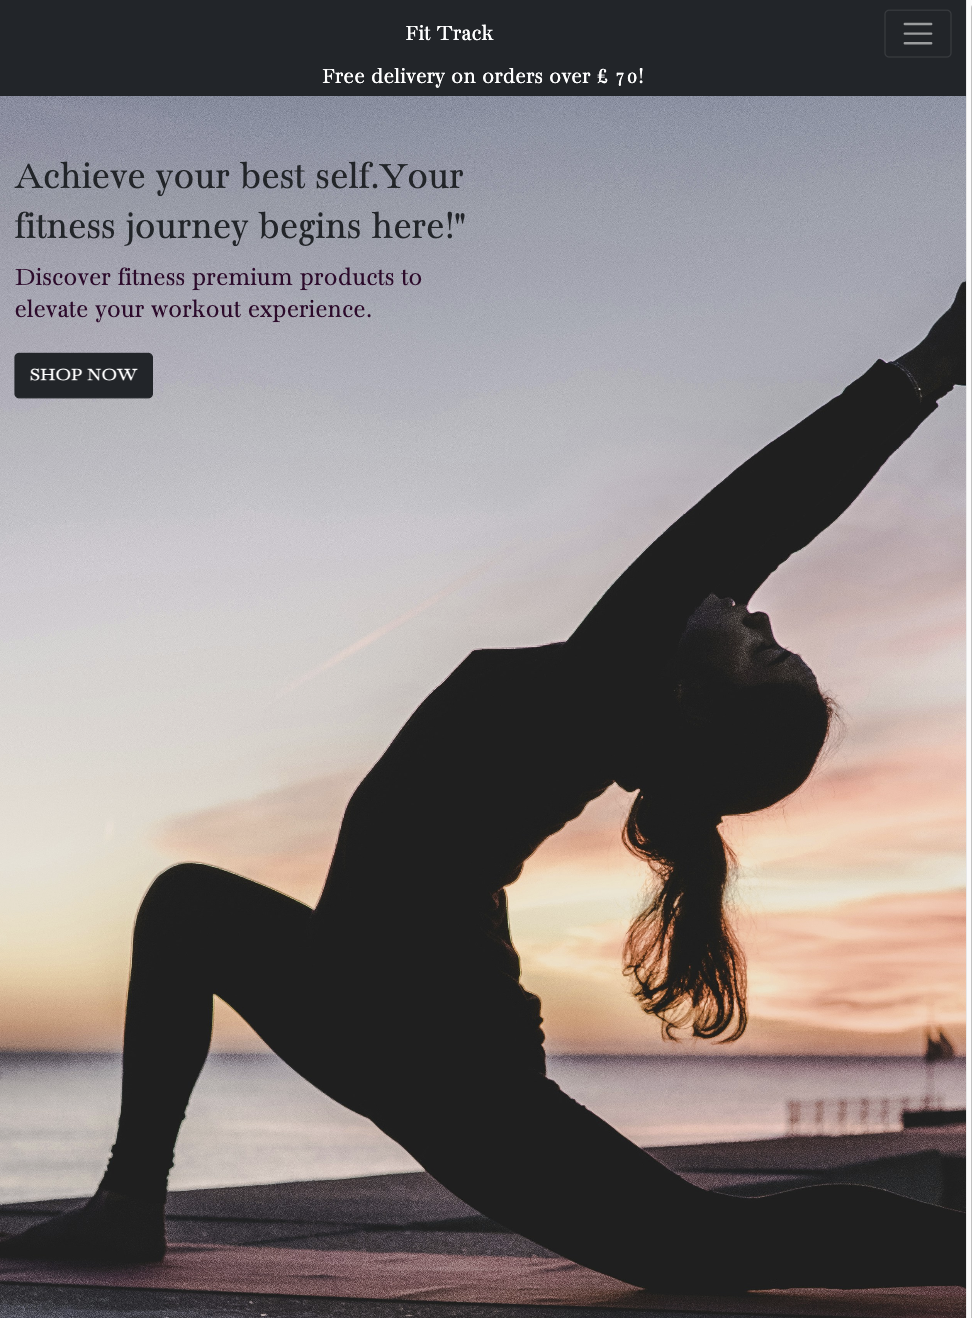 Fit Track
Free delivery on orders over £ 70!
Achieve your best self.Your
fitness journey begins here!"
Discover fitness premium products to
elevate your workout experience.
SHOP NOW